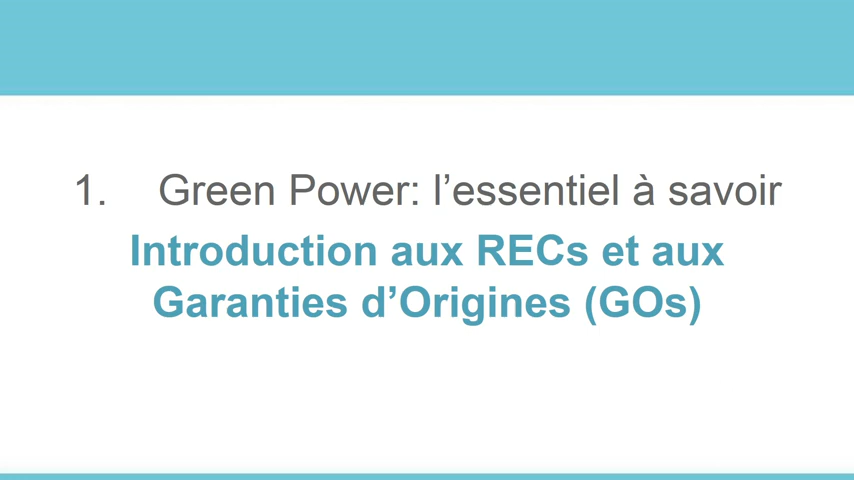 1. Green Power: l’essentiel à savoir
Introduction aux RECs et aux
Garanties d’Origines (GOs)